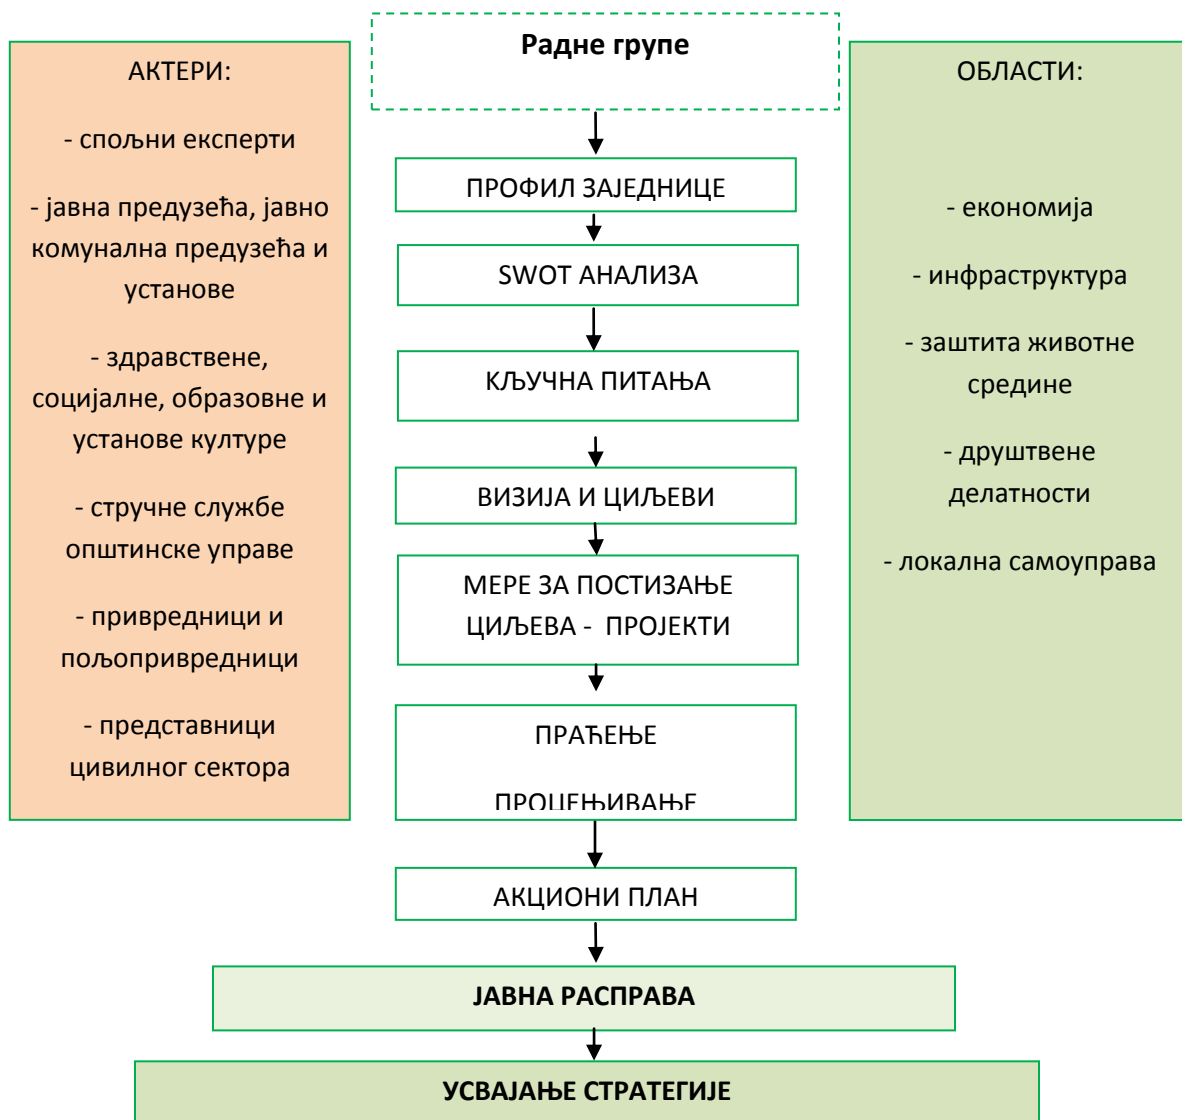 Радне групе
АКТЕРИ:
- спољни експерти
- јавна предузећа, јавно
комунална предузећа и
установе
- здравствене,
социјалне, образовне и
установе културе
- стручне службе
општинске управе
- привредници и
пољопривредници
- представници
цивилног сектора
ПРОФИЛ ЗАЈЕДНИЦЕ
SWOT АНАЛИЗА
КЉУЧНА ПИТАЊА
ВИЗИЈА И ЦИЉЕВИ
МЕРЕ ЗА ПОСТИЗАЊЕ
ЦИЉЕВА - ПРОЈЕКТИ
ПРАЋЕЊЕ
ПРОЦЕЊИВАЊЕ
АКЦИОНИ ПЛАН
ОБЛАСТИ:
- економија
- инфраструктура
- заштита животне
средине
- друштвене
делатности
- локална самоуправа
ЈАВНА РАСПРАВА
УСВАЈАЊЕ СТРАТЕГИЈЕ